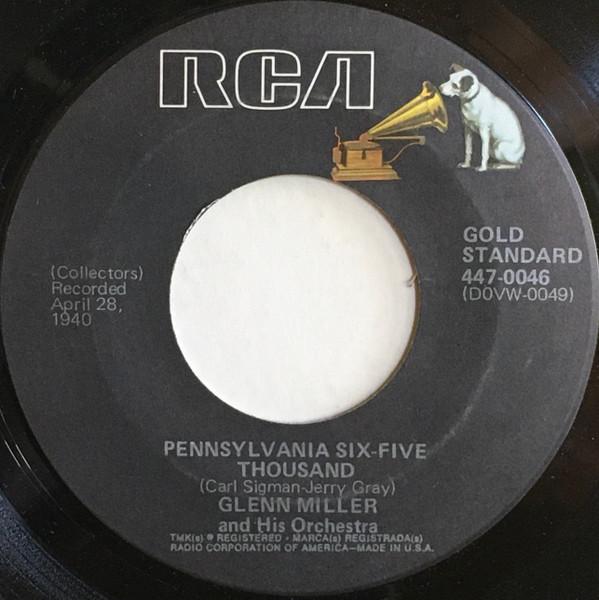 RCA
GOLD
STANDARD
447-0046
(D0VW-0049)
(Collectors)
Recorded
April 28,
1940
PENNSYLVANIA SIX-FIVE
THOUSAND
(Carl Sigman-Jerry Gray)
GLENN MILLER
and His Orchestra
TMK(s) ® REGISTERED • MARCA(s) REGISTRADA(s)
RADIO CORPORATION OF AMERICA—MADE IN U.S.A.